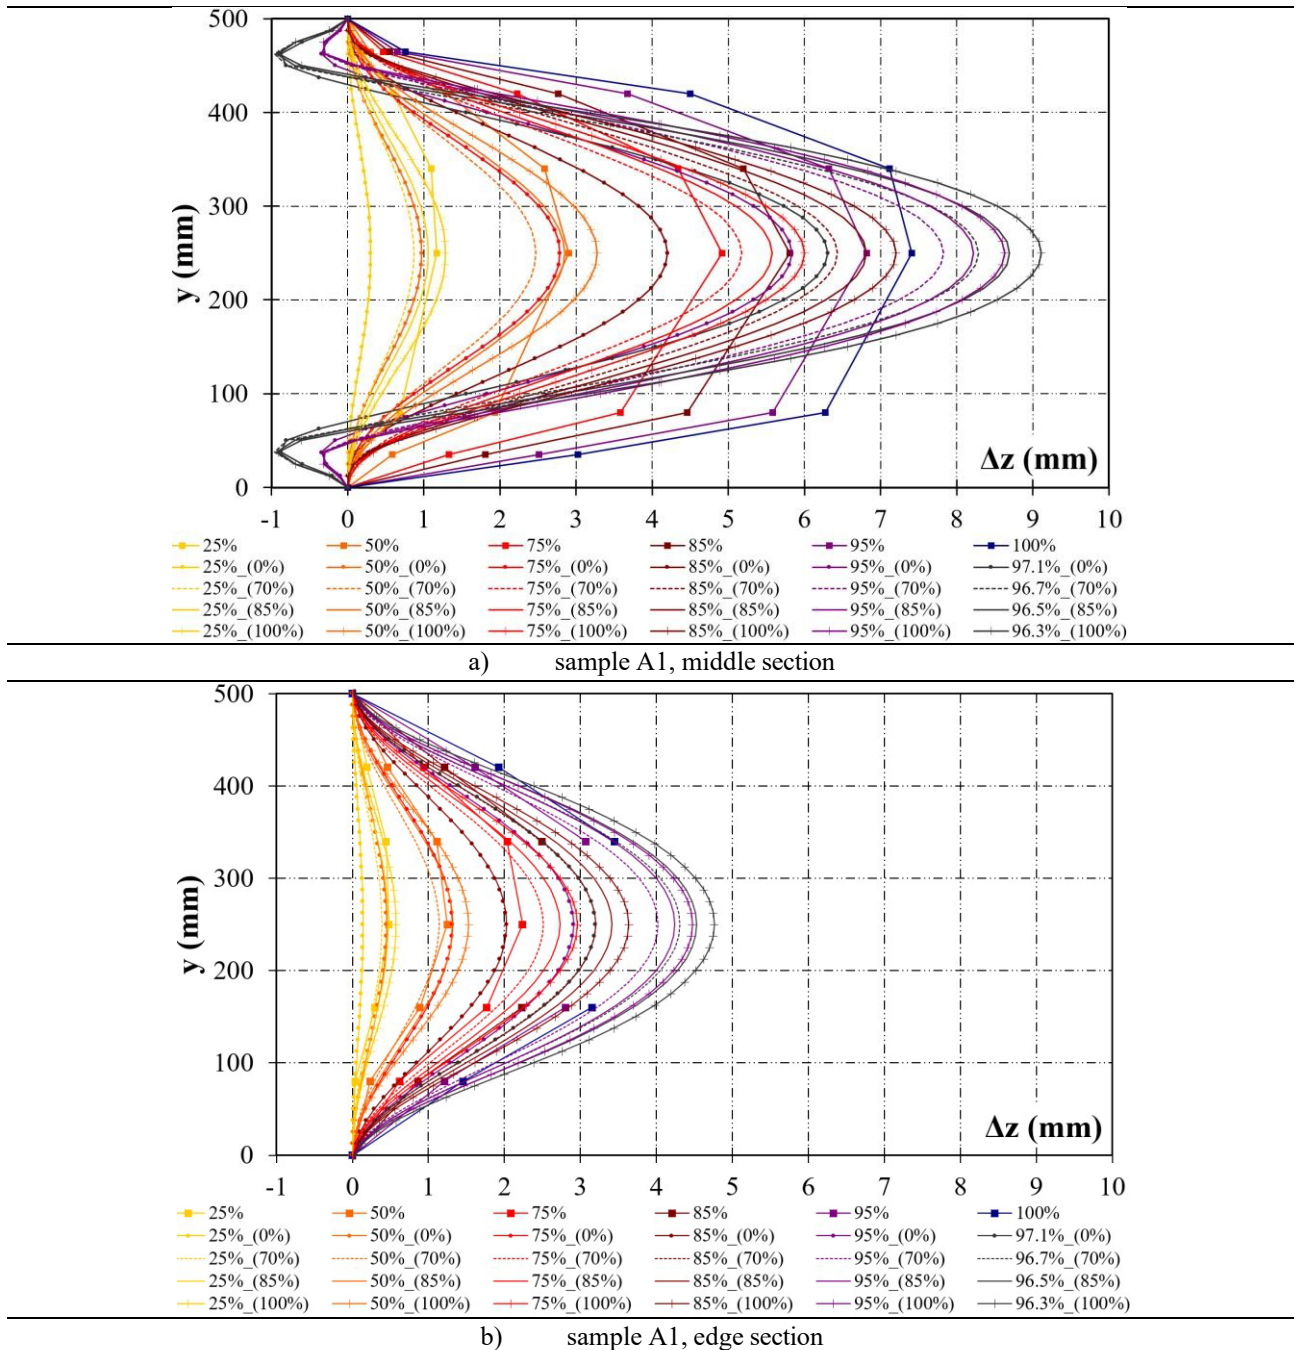 500
400
300
200
100
0
y (mm)
Δz (mm)
-1 0 1 2 3 4 5 6 7 8 9 10
25% 50% 75% 85% 95% 100%
25%_(0%) 50%_(0%) 75%_(0%) 85%_(0%) 95%_(0%) 97.1%_(0%)
25%_(70%) 50%_(70%) 75%_(70%) 85%_(70%) 95%_(70%) 96.7%_(70%)
25%_(85%) 50%_(85%) 75%_(85%) 85%_(85%) 95%_(85%) 96.5%_(85%)
25%_(100%) 50%_(100%) 75%_(100%) 85%_(100%) 95%_(100%) 96.3%_(100%)
a) sample A1, middle section
500
400
300
200
100
0
y (mm)
Δz (mm)
-1 0 1 2 3 4 5 6 7 8 9 10
25% 50% 75% 85% 95% 100%
25%_(0%) 50%_(0%) 75%_(0%) 85%_(0%) 95%_(0%) 97.1%_(0%)
25%_(70%) 50%_(70%) 75%_(70%) 85%_(70%) 95%_(70%) 96.7%_(70%)
25%_(85%) 50%_(85%) 75%_(85%) 85%_(85%) 95%_(85%) 96.5%_(85%)
25%_(100%) 50%_(100%) 75%_(100%) 85%_(100%) 95%_(100%) 96.3%_(100%)
b) sample A1, edge section